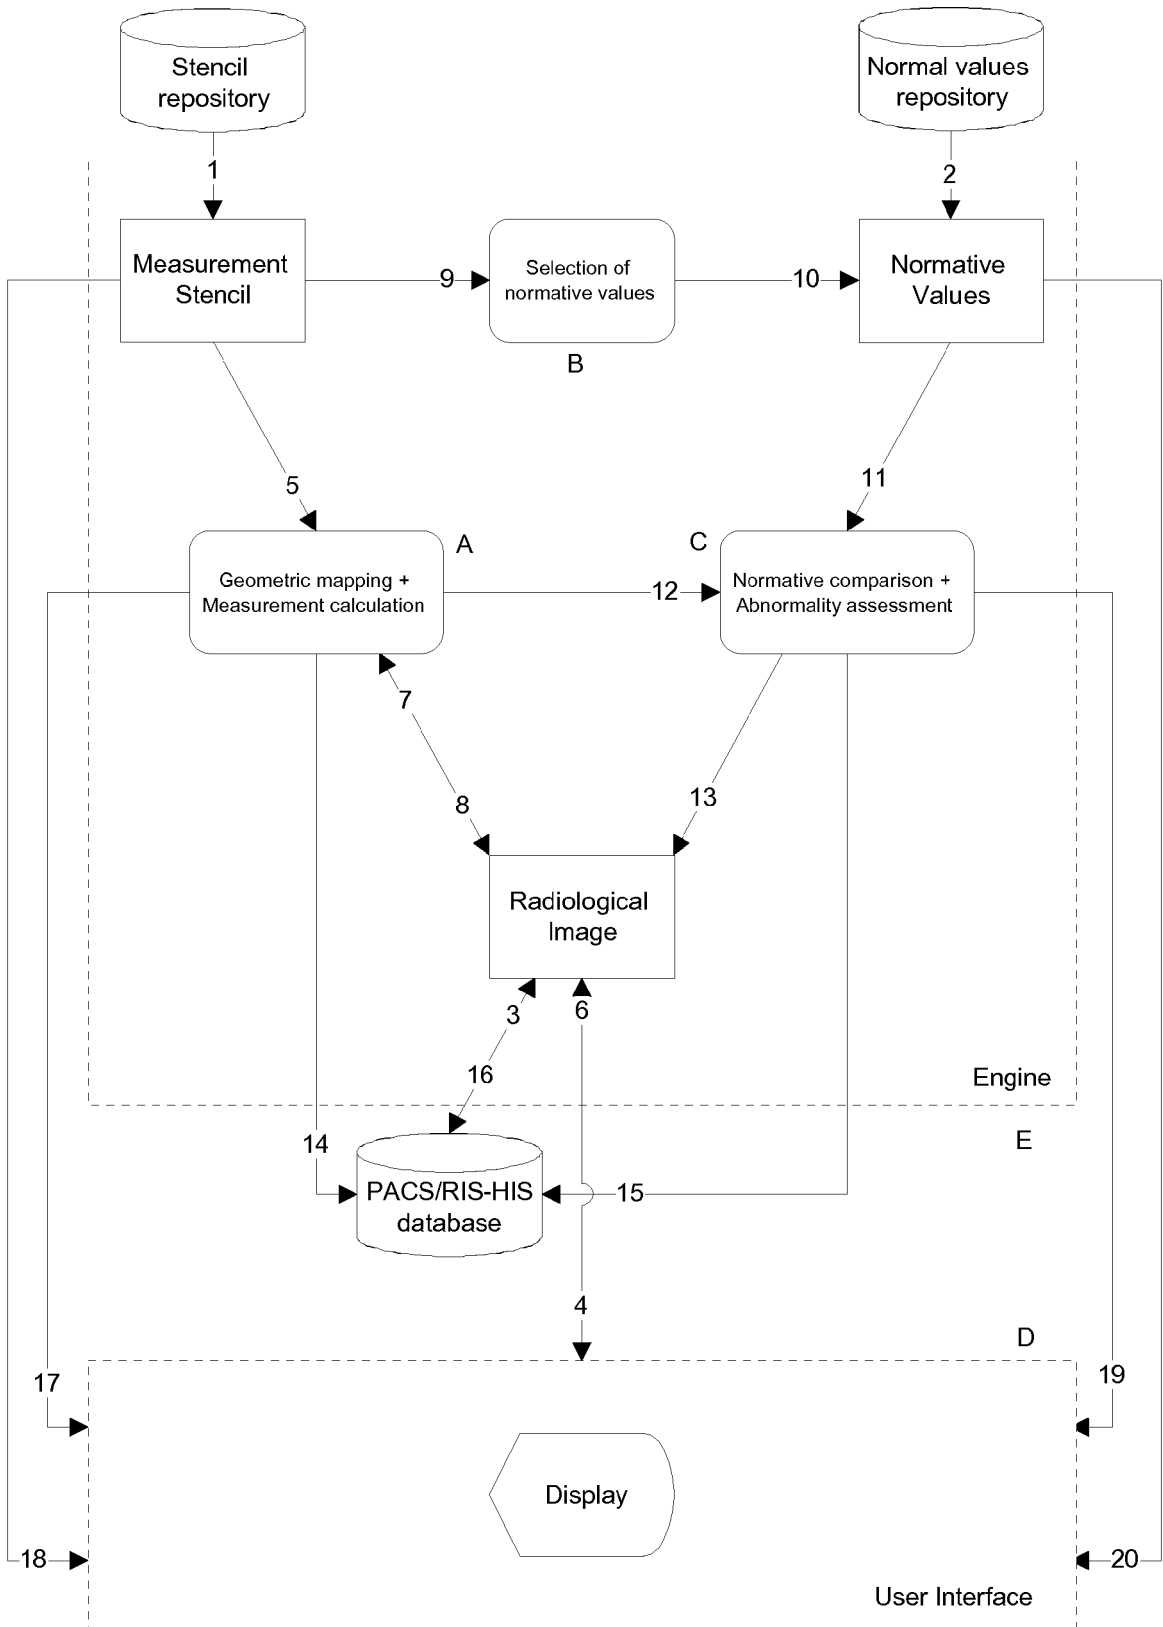 Stencil
repository
Normal values
repository
1
2
Measurement
Stencil
9
Selection of
normative values
10
Normative
Values
B
5
11
A
C
Geometric mapping +
Measurement calculation
12
Normative comparison +
Abnormality assessment
7
8
13
Radiological
Image
3
6
16
Engine
14
E
PACS/RIS-HIS
database
15
4
D
17
19
Display
18
20
User Interface